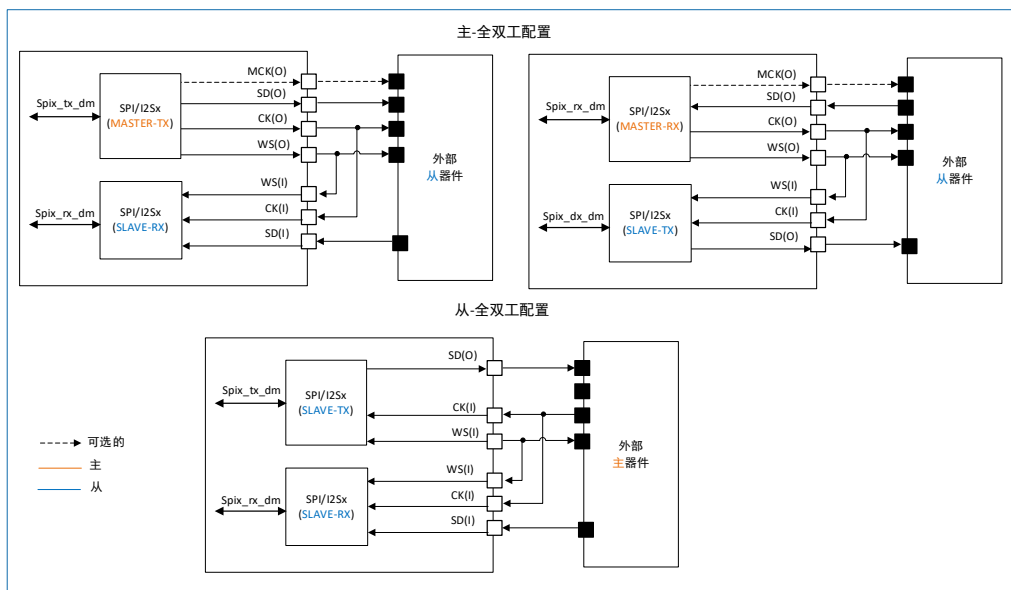 主-全双工配置
MCK(O)
SD(O)
CK(O)
WS(O)
Spix_tx_dm
SPI/I2Sx
(MASTER-TX)
WS(I)
CK(I)
SD(I)
Spix_rx_dm
SPI/I2Sx
(SLAVE-RX)
外部
从器件
MCK(O)
SD(O)
CK(O)
WS(O)
Spix_rx_dm
SPI/I2Sx
(MASTER-RX)
WS(I)
CK(I)
SD(O)
Spix_dx_dm
SPI/I2Sx
(SLAVE-TX)
外部
从器件
从-全双工配置
SD(O)
CK(I)
WS(I)
Spix_tx_dm
SPI/I2Sx
(SLAVE-TX)
WS(I)
CK(I)
SD(I)
Spix_rx_dm
SPI/I2Sx
(SLAVE-RX)
外部
主器件
可选的
主
从